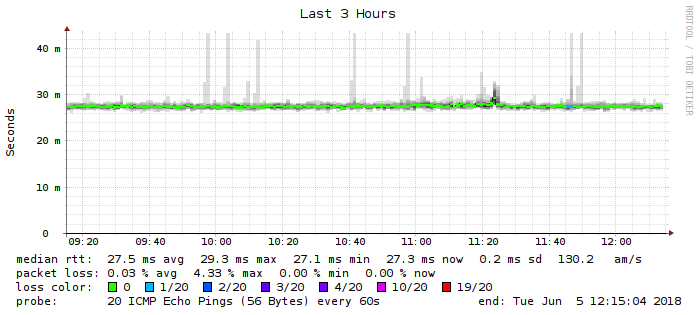 Last 3 Hours
RRDTOOL / TOBI OETIKER
Seconds
40 m
30 m
20 m
10 m
0
09:20 09:40 10:00 10:20 10:40 11:00 11:20 11:40 12:00
median rtt: 27.5 ms avg 29.3 ms max 27.1 ms min 27.3 ms now 0.2 ms sd 130.2 am/s
packet loss: 0.03 % avg 4.33 % max 0.00 % min 0.00 % now
loss color: 0 1/20 2/20 3/20 4/20 10/20 19/20
probe: 20 ICMP Echo Pings (56 Bytes) every 60s end: Tue Jun 5 12:15:04 2018